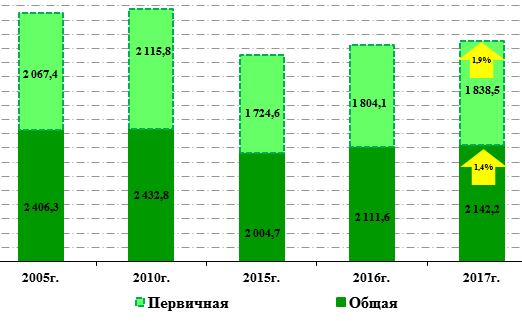 2 067,4 2 115,8 1 724,6 1 804,1 1,9% 1 838,5
2 406,3 2 432,8 2 004,7 2 111,6 1,4% 2 142,2
2005г. 2010г. 2015г. 2016г. 2017г.
Первичная Общая